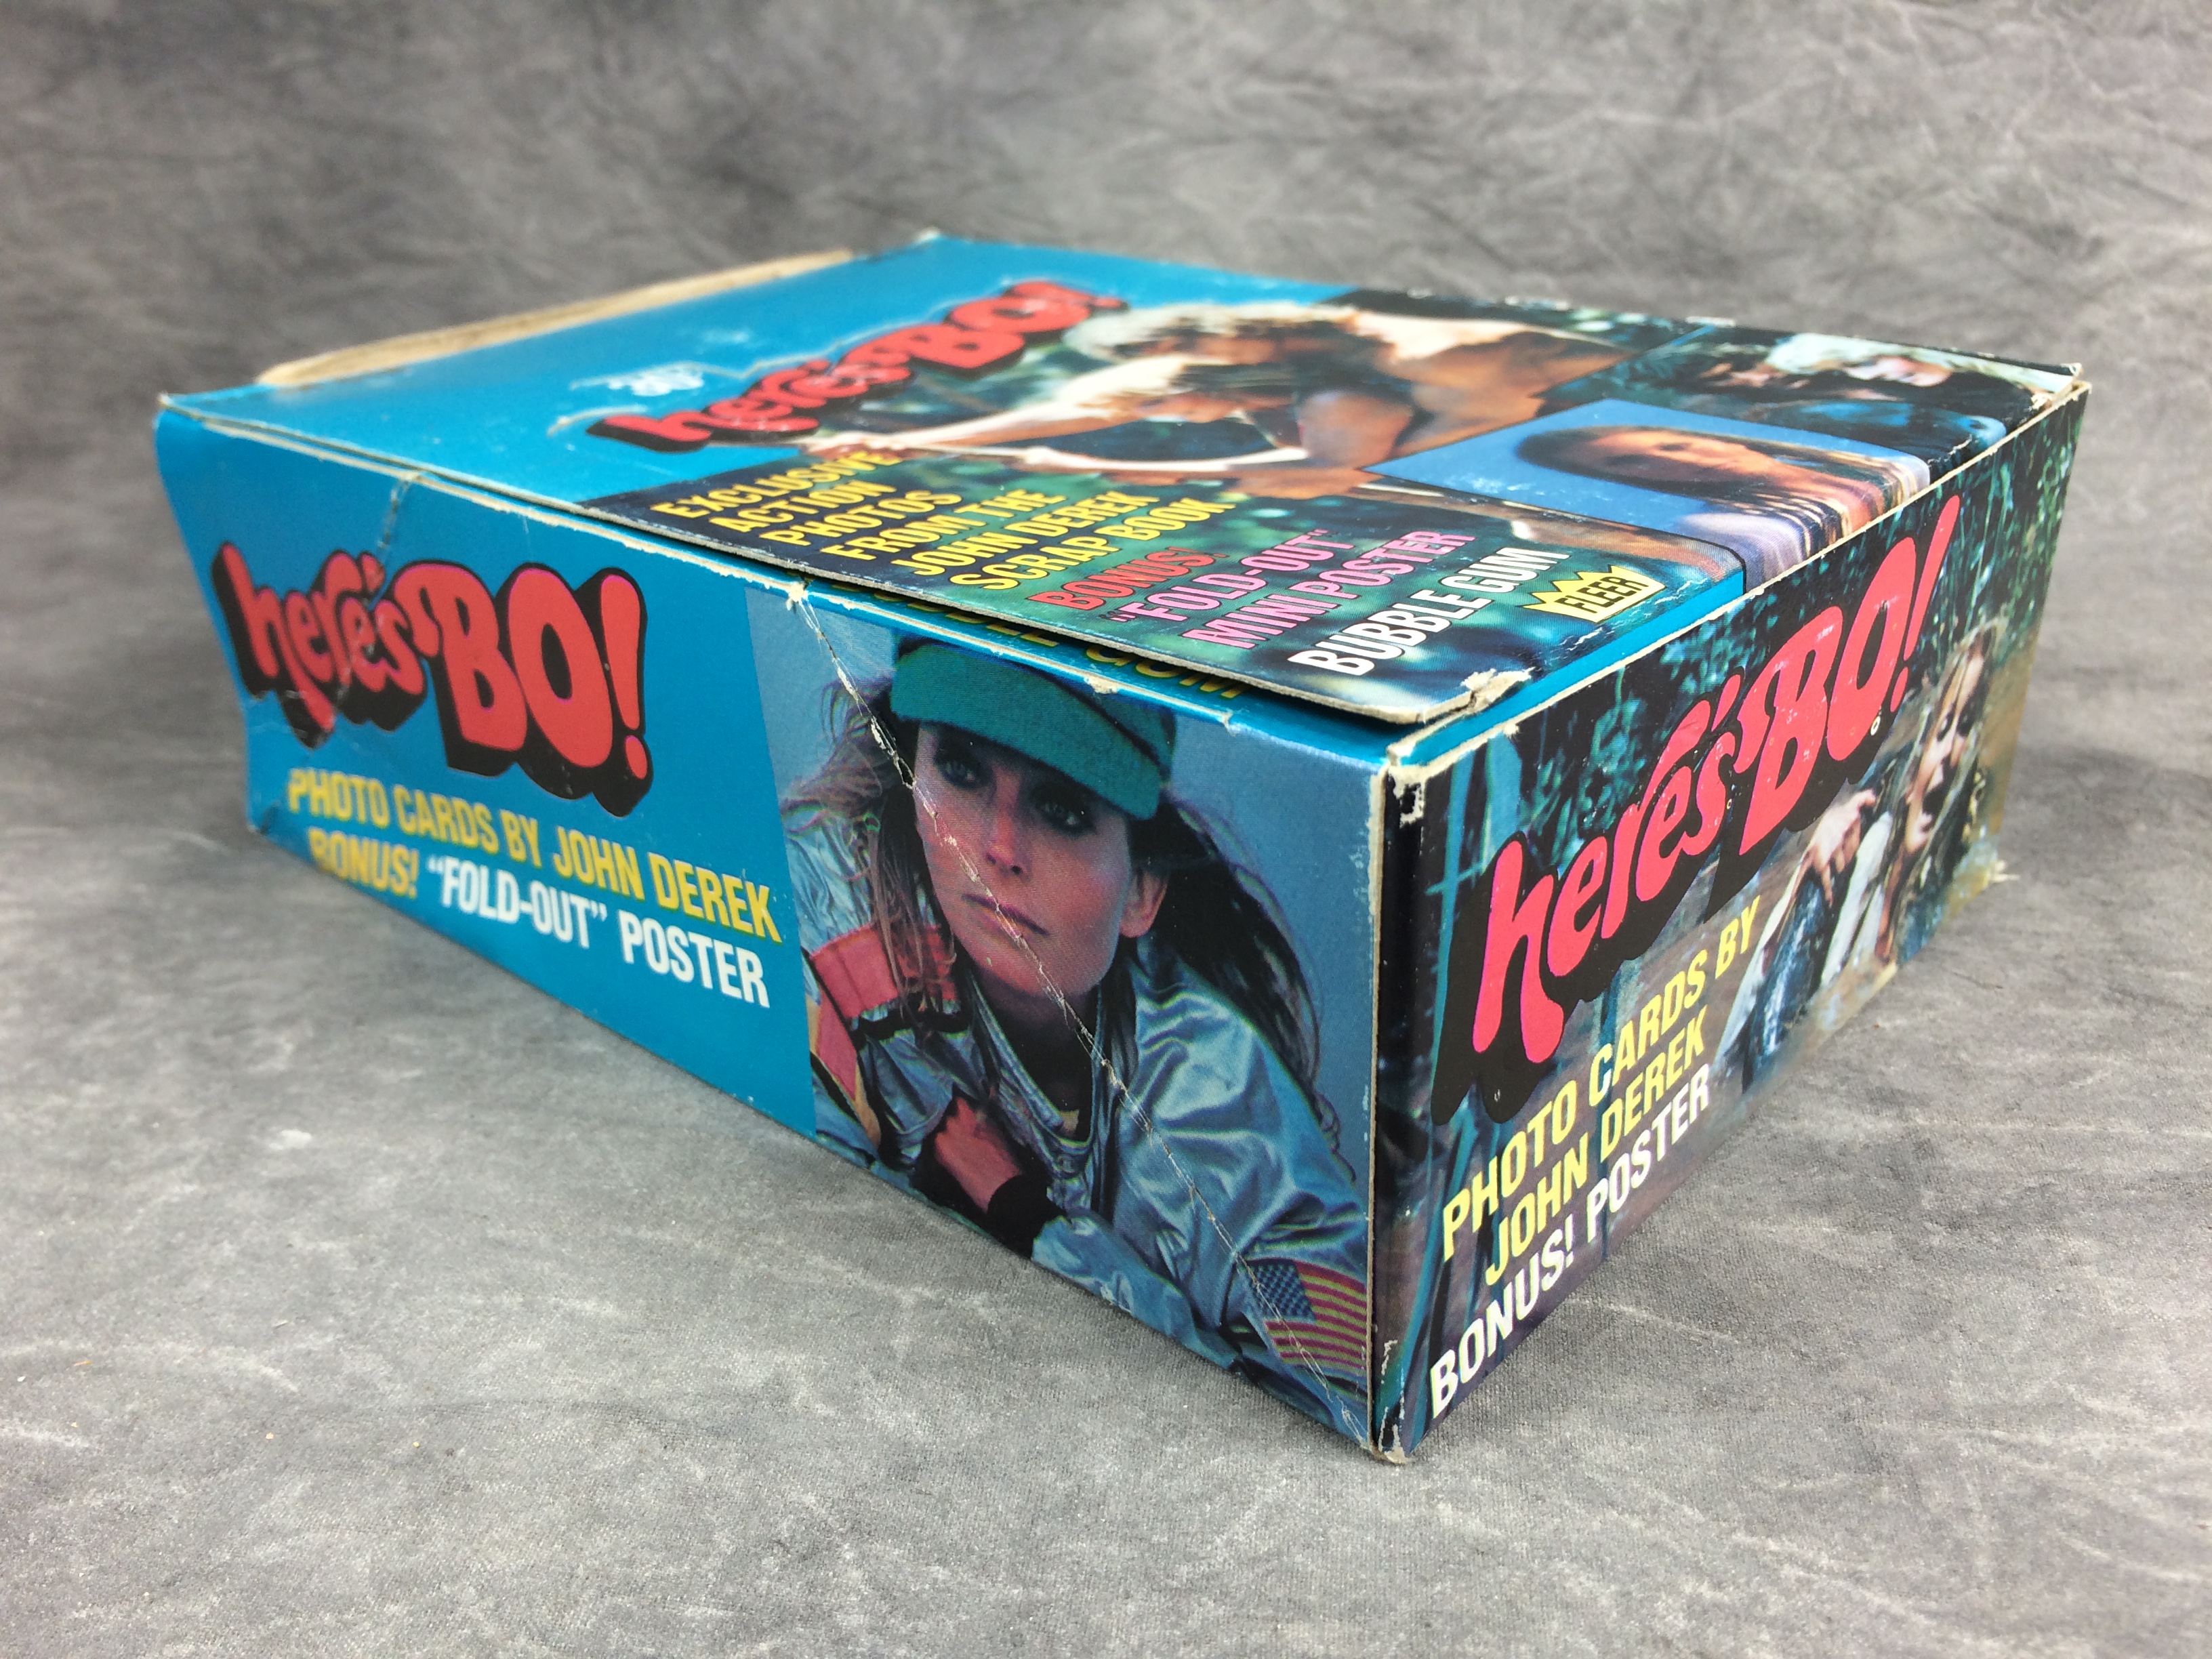 here's BO!
EXCLUSIVE
ACTION
PHOTOS
FROM THE
JOHN DEREK
SCRAP BOOK
BONUS!
"FOLD-OUT"
MINI POSTER
BUBBLE GUM
FLEER
here's BO!
PHOTO CARDS BY JOHN DEREK
BONUS! "FOLD-OUT" POSTER
here's BO!
PHOTO CARDS BY
JOHN DEREK
BONUS! POSTER